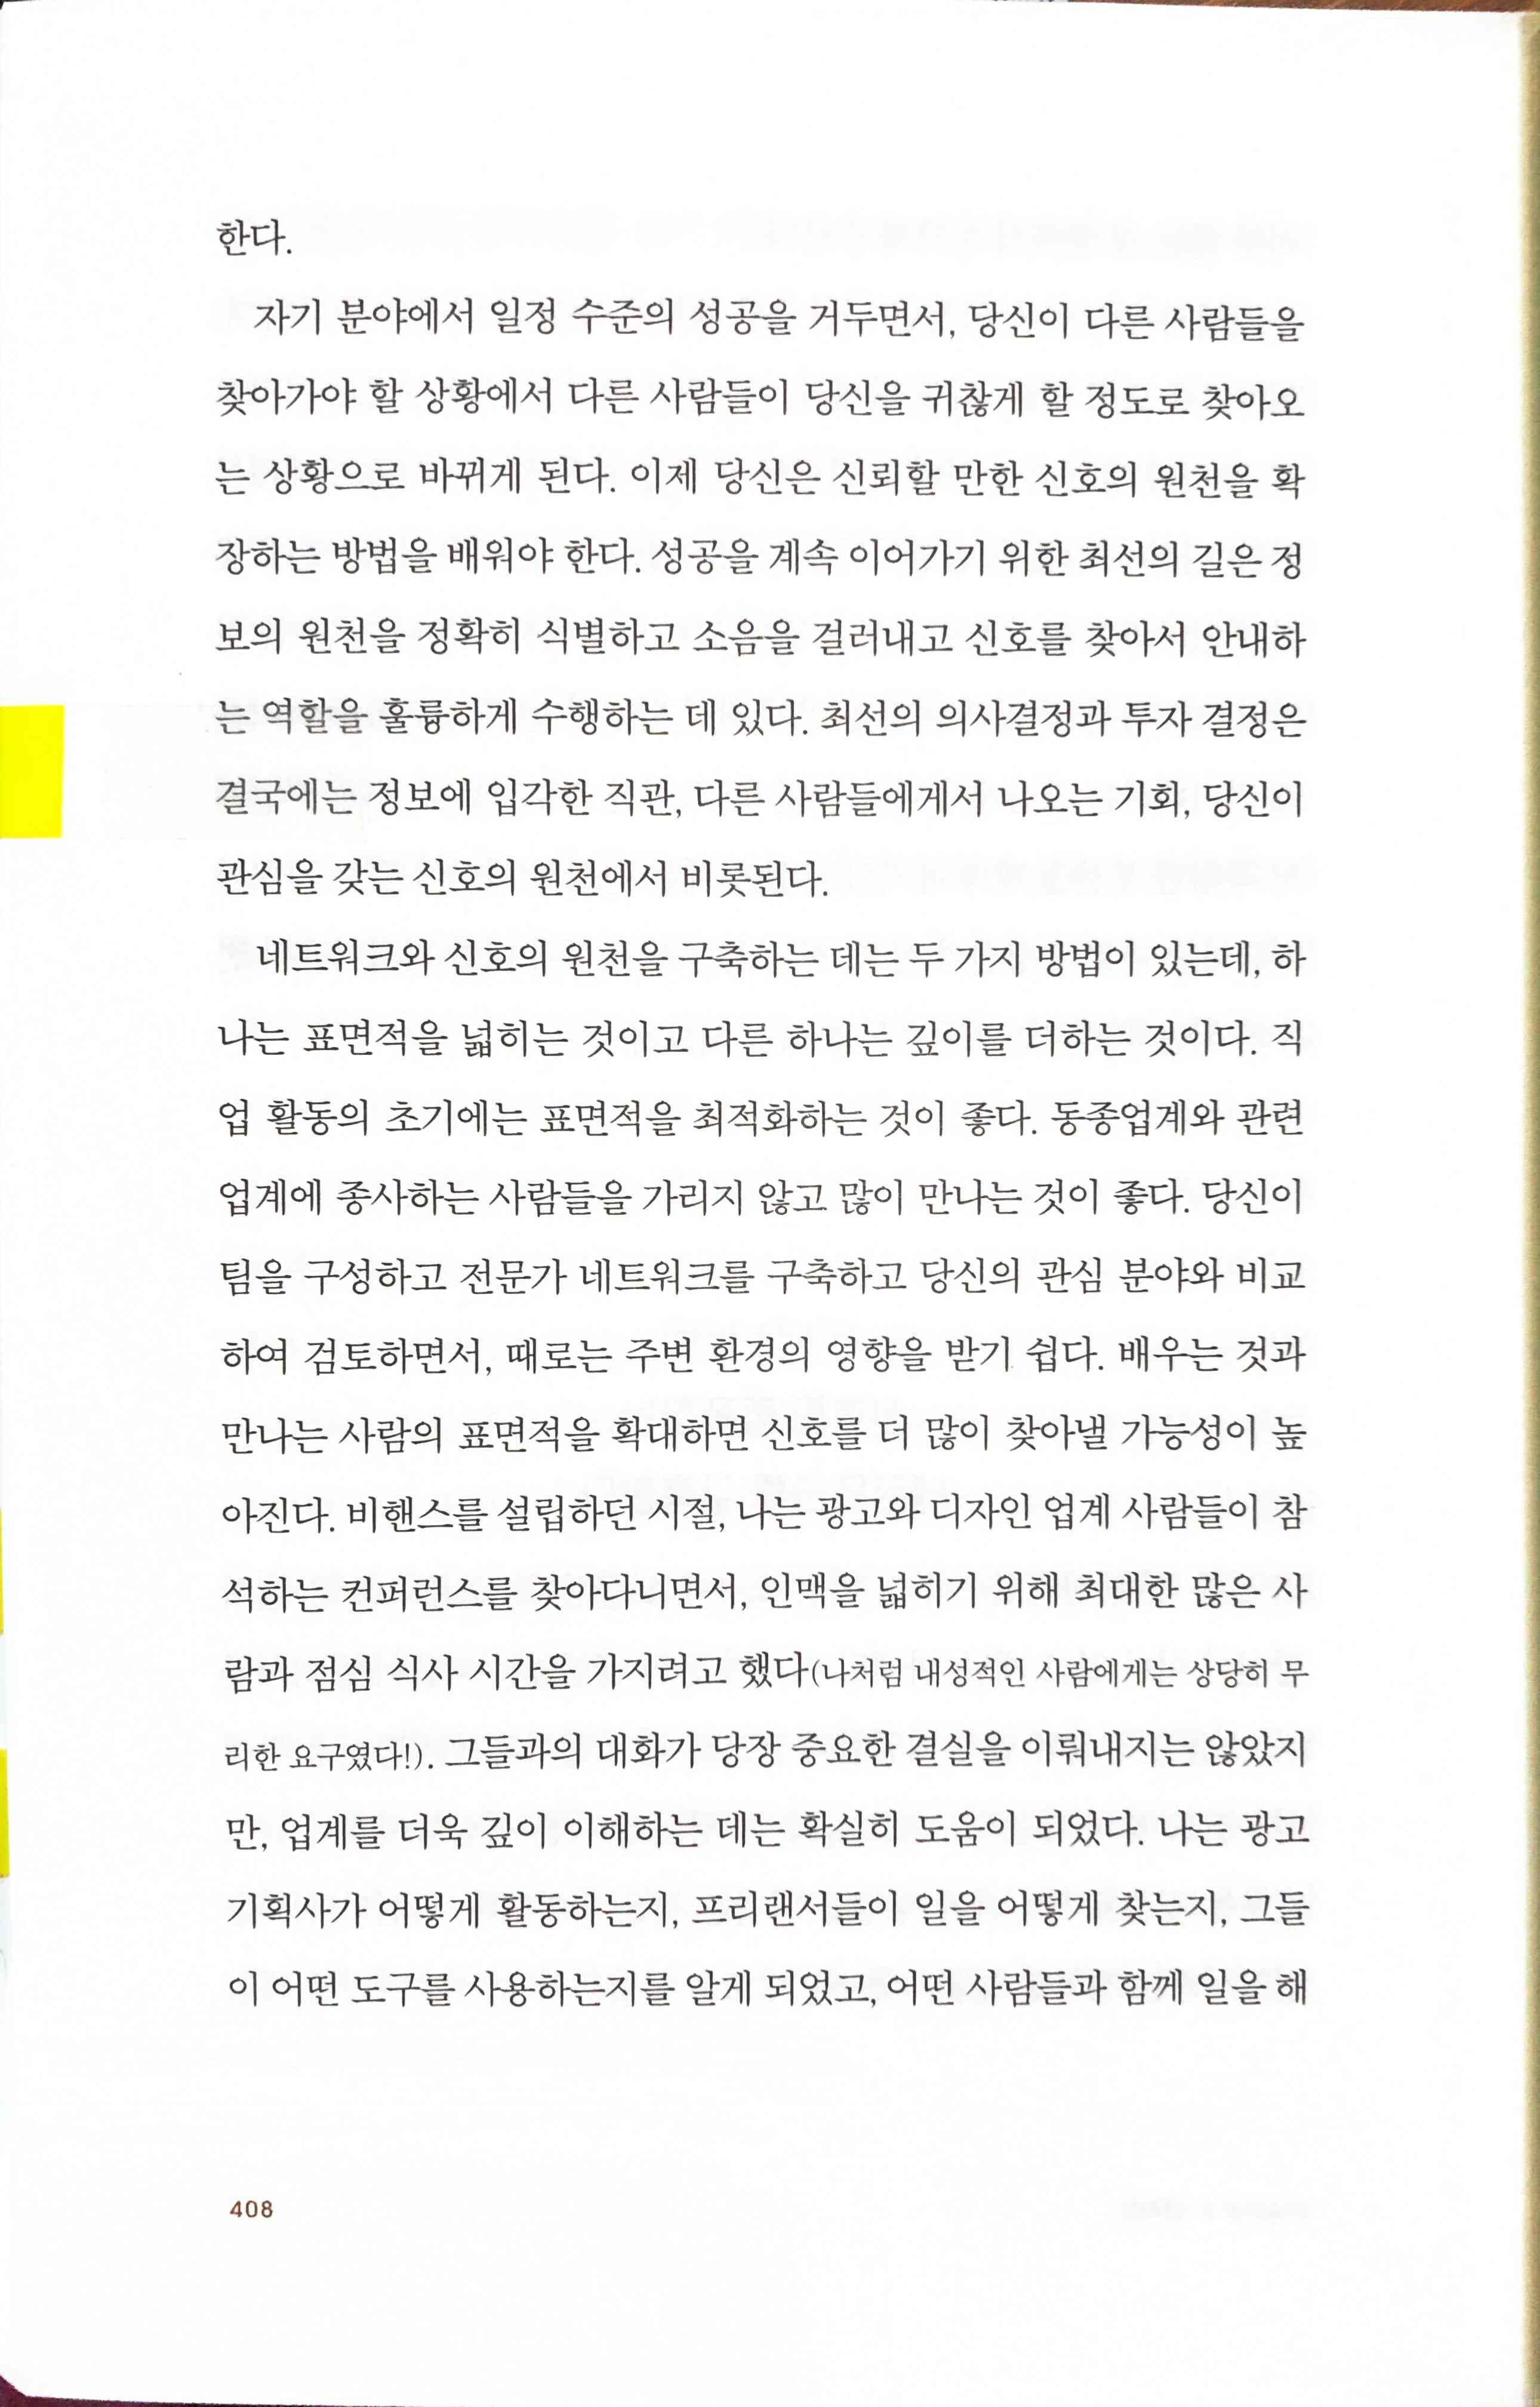 한다.
자기 분야에서 일정 수준의 성공을 거두면서, 당신이 다른 사람들을
찾아가야 할 상황에서 다른 사람들이 당신을 귀찮게 할 정도로 찾아오
는 상황으로 바뀌게 된다. 이제 당신은 신뢰할 만한 신호의 원천을 확
장하는 방법을 배워야 한다. 성공을 계속 이어가기 위한 최선의 길은 정
보의 원천을 정확히 식별하고 소음을 걸러내고 신호를 찾아서 안내하
는 역할을 훌륭하게 수행하는 데 있다. 최선의 의사결정과 투자 결정은
결국에는 정보에 입각한 직관, 다른 사람들에게서 나오는 기회, 당신이
관심을 갖는 신호의 원천에서 비롯된다.
네트워크와 신호의 원천을 구축하는 데는 두 가지 방법이 있는데, 하
나는 표면적을 넓히는 것이고 다른 하나는 깊이를 더하는 것이다. 직
업 활동의 초기에는 표면적을 최적화하는 것이 좋다. 동종업계와 관련
업계에 종사하는 사람들을 가리지 않고 많이 만나는 것이 좋다. 당신이
팀을 구성하고 전문가 네트워크를 구축하고 당신의 관심 분야와 비교
하여 검토하면서, 때로는 주변 환경의 영향을 받기 쉽다. 배우는 것과
만나는 사람의 표면적을 확대하면 신호를 더 많이 찾아낼 가능성이 높
아진다. 비핸스를 설립하던 시절, 나는 광고와 디자인 업계 사람들이 참
석하는 컨퍼런스를 찾아다니면서, 인맥을 넓히기 위해 최대한 많은 사
람과 점심 식사 시간을 가지려고 했다(나처럼 내성적인 사람에게는 상당히 무
리한 요구였다!). 그들과의 대화가 당장 중요한 결실을 이뤄내지는 않았지
만, 업계를 더욱 깊이 이해하는 데는 확실히 도움이 되었다. 나는 광고
기획사가 어떻게 활동하는지, 프리랜서들이 일을 어떻게 찾는지, 그들
이 어떤 도구를 사용하는지를 알게 되었고, 어떤 사람들과 함께 일을 해
408